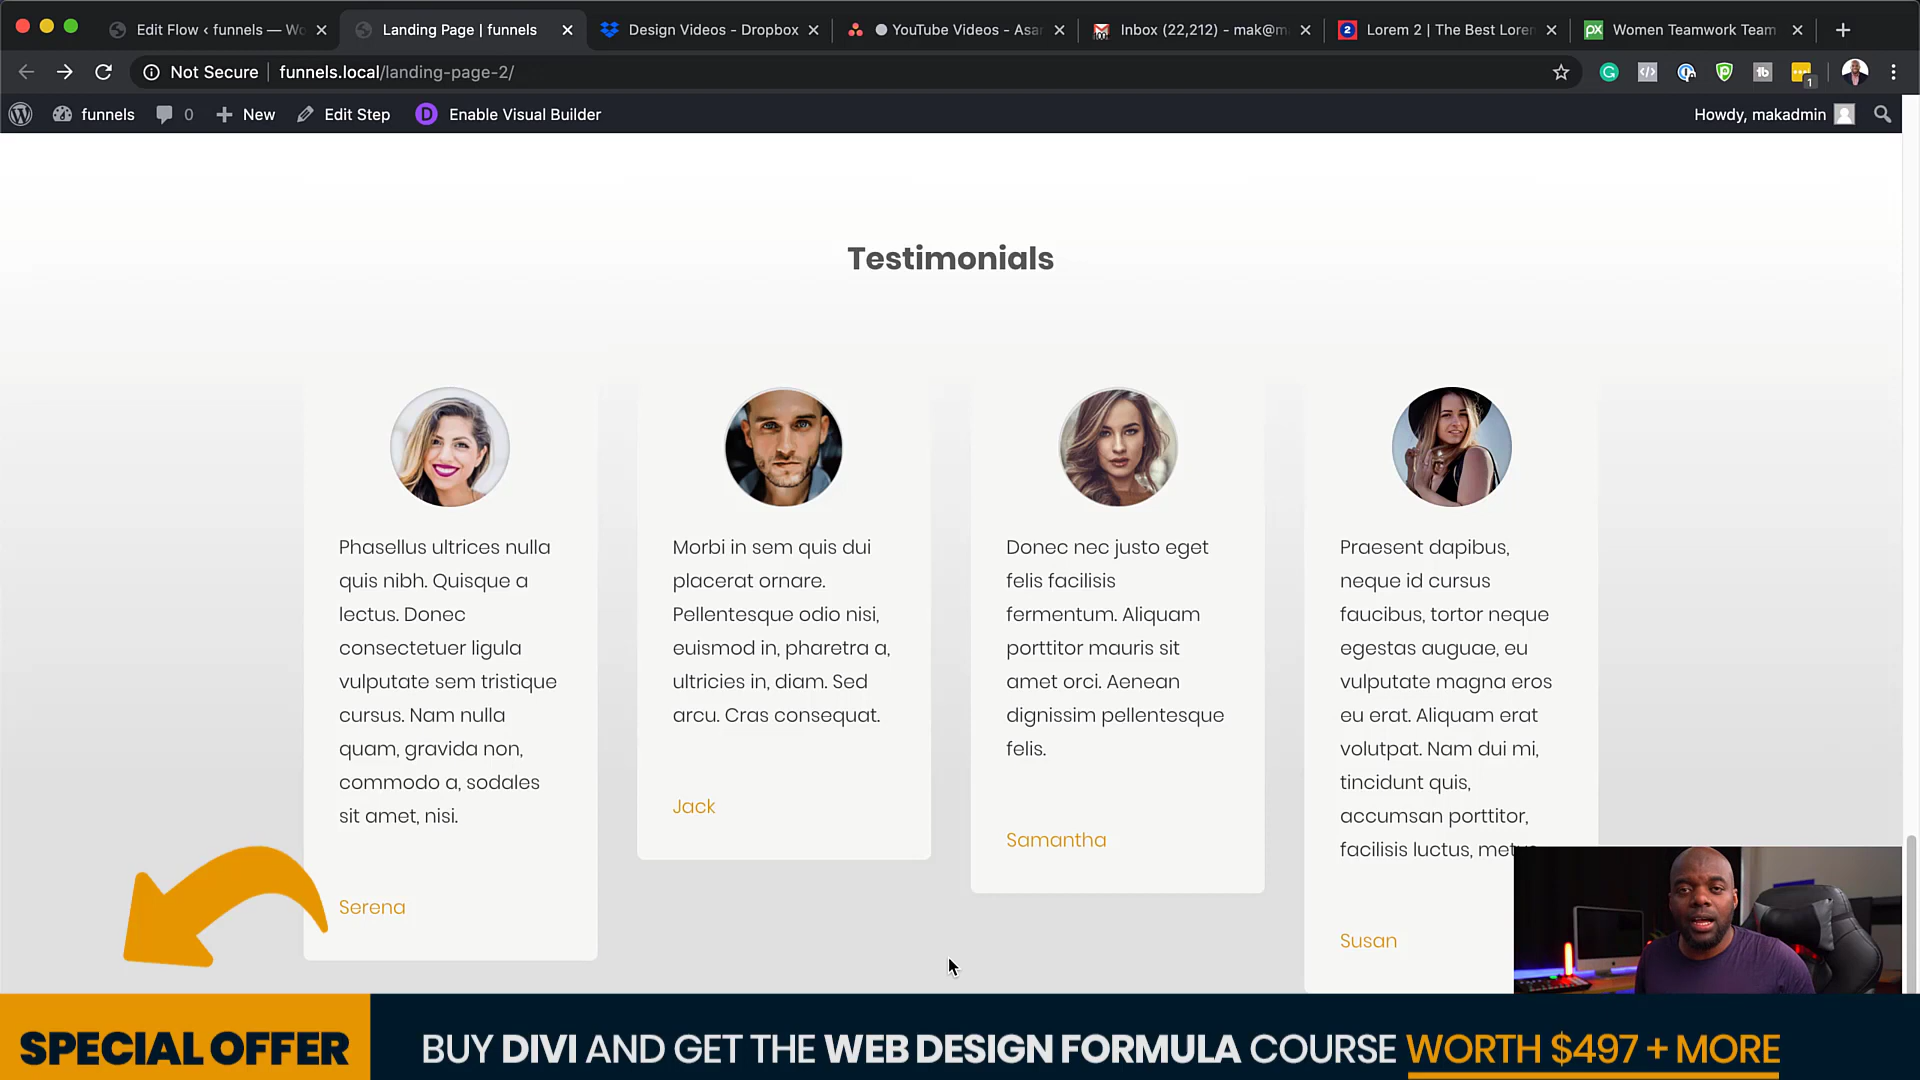 Edit Flow ‹ funnels — Wo
Landing Page | funnels
Design Videos - Dropbox
YouTube Videos - Asan
Inbox (22,212) - mak@m
Lorem 2 | The Best Loren
Women Teamwork Team
Not Secure
funnels.local/landing-page-2/
1
funnels
0
New
Edit Step
D
Enable Visual Builder
Howdy, makadmin
Testimonials
Phasellus ultrices nulla
quis nibh. Quisque a
lectus. Donec
consectetuer ligula
vulputate sem tristique
cursus. Nam nulla
quam, gravida non,
commodo a, sodales
sit amet, nisi.
Serena
Morbi in sem quis dui
placerat ornare.
Pellentesque odio nisi,
euismod in, pharetra a,
ultricies in, diam. Sed
arcu. Cras consequat.
Jack
Donec nec justo eget
felis facilisis
fermentum. Aliquam
porttitor mauris sit
amet orci. Aenean
dignissim pellentesque
felis.
Samantha
Praesent dapibus,
neque id cursus
faucibus, tortor neque
egestas auguae, eu
vulputate magna eros
eu erat. Aliquam erat
volutpat. Nam dui mi,
tincidunt quis,
accumsan porttitor,
facilisis luctus, metus
Susan
SPECIAL OFFER
BUY DIVI AND GET THE WEB DESIGN FORMULA COURSE WORTH $497 + MORE